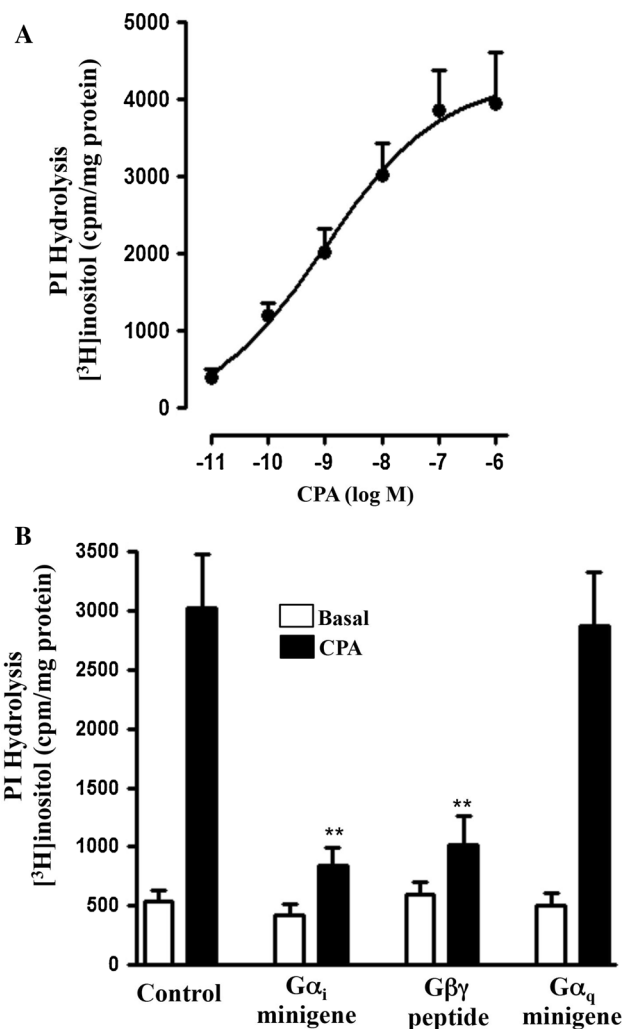 A
PI Hydrolysis
[³H]inositol (cpm/mg protein)
5000
4000
3000
2000
1000
0
-11 -10 -9 -8 -7 -6
CPA (log M)
B
PI Hydrolysis
[³H]inositol (cpm/mg protein)
3500
3000
2500
2000
1500
1000
500
0
Basal
CPA
** **
Control Gαᵢ minigene Gβγ peptide Gα_q minigene